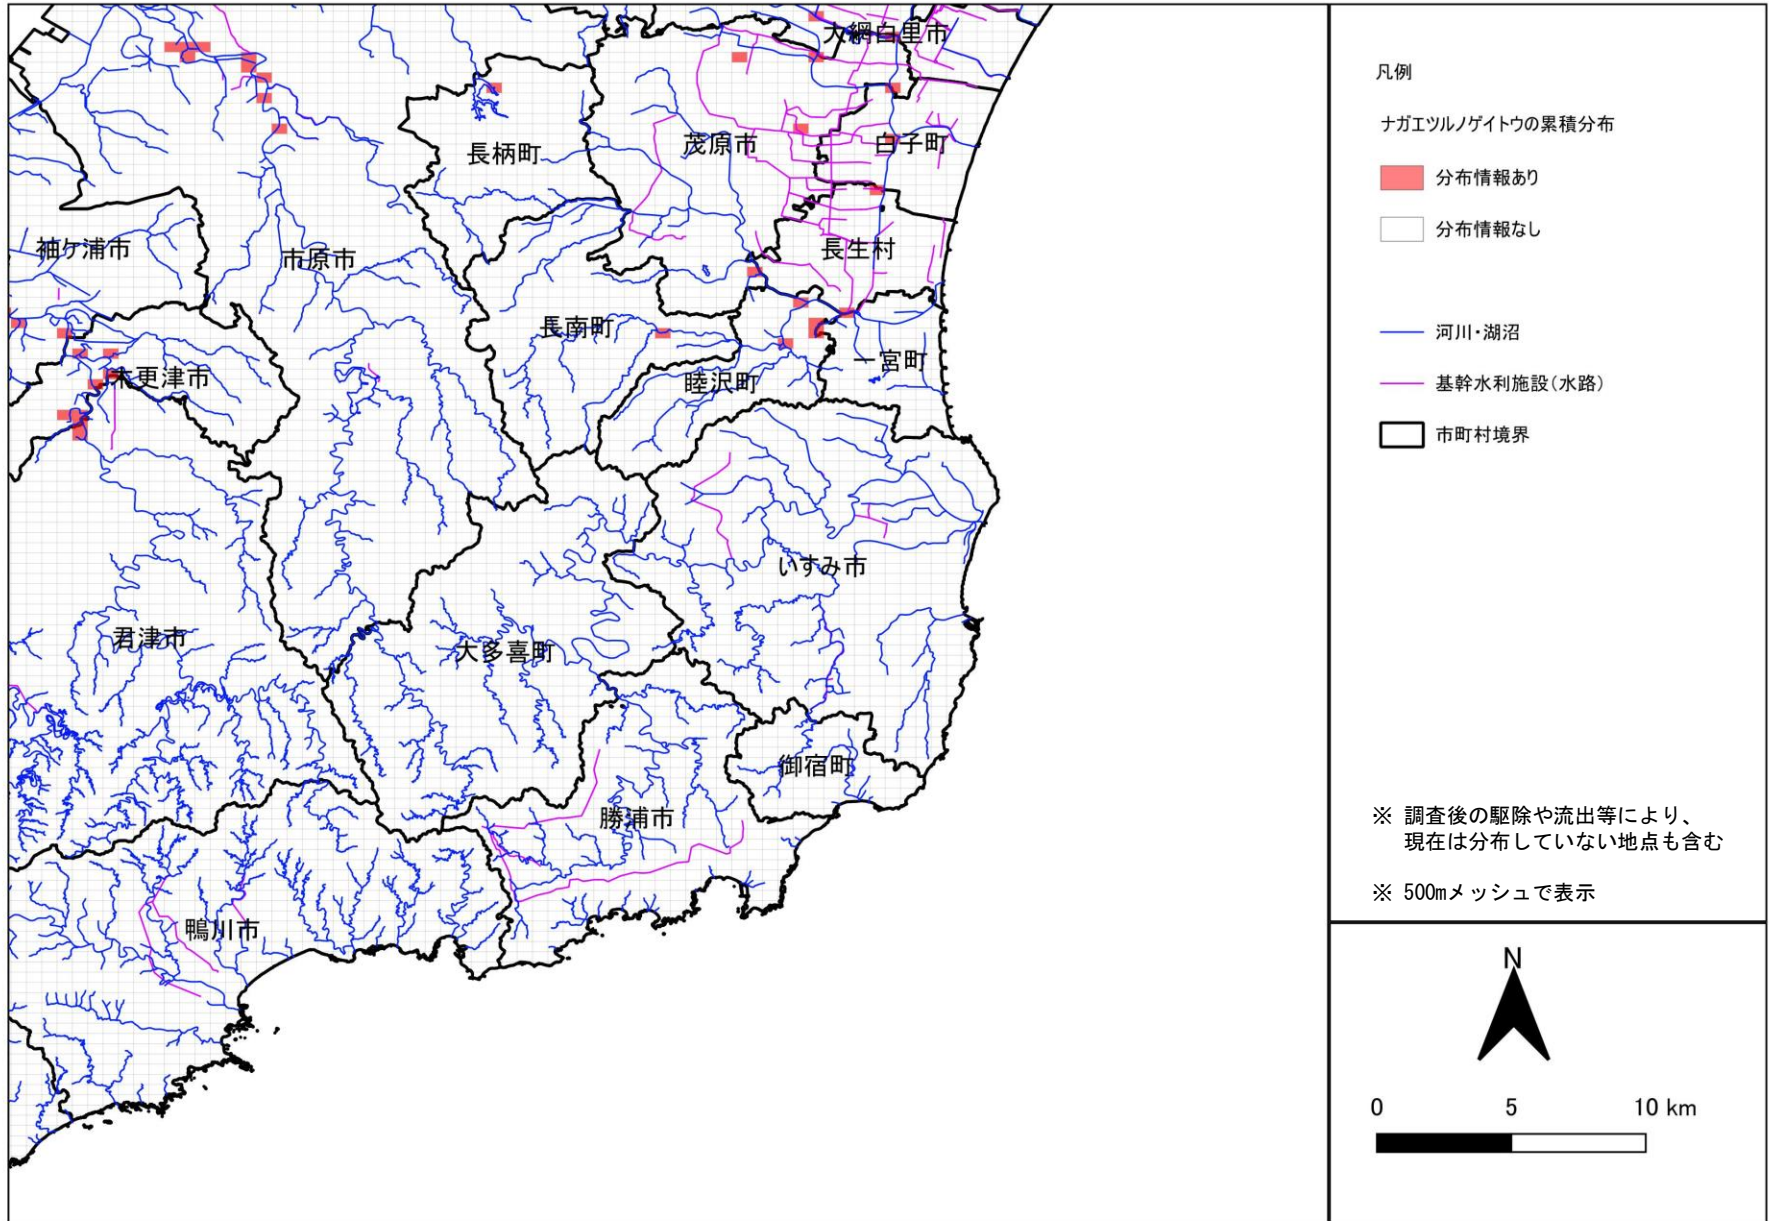 大網白里市
茂原市
白子町
長柄町
袖ケ浦市
市原市
長生村
長南町
一宮町
木更津市
睦沢町
いすみ市
君津市
大多喜町
御宿町
勝浦市
鴨川市
凡例
ナガエツルノゲイトウの累積分布
分布情報あり
分布情報なし
河川・湖沼
基幹水利施設(水路)
市町村境界
※ 調査後の駆除や流出等により、
現在は分布していない地点も含む
※ 500mメッシュで表示
N
0 5 10 km